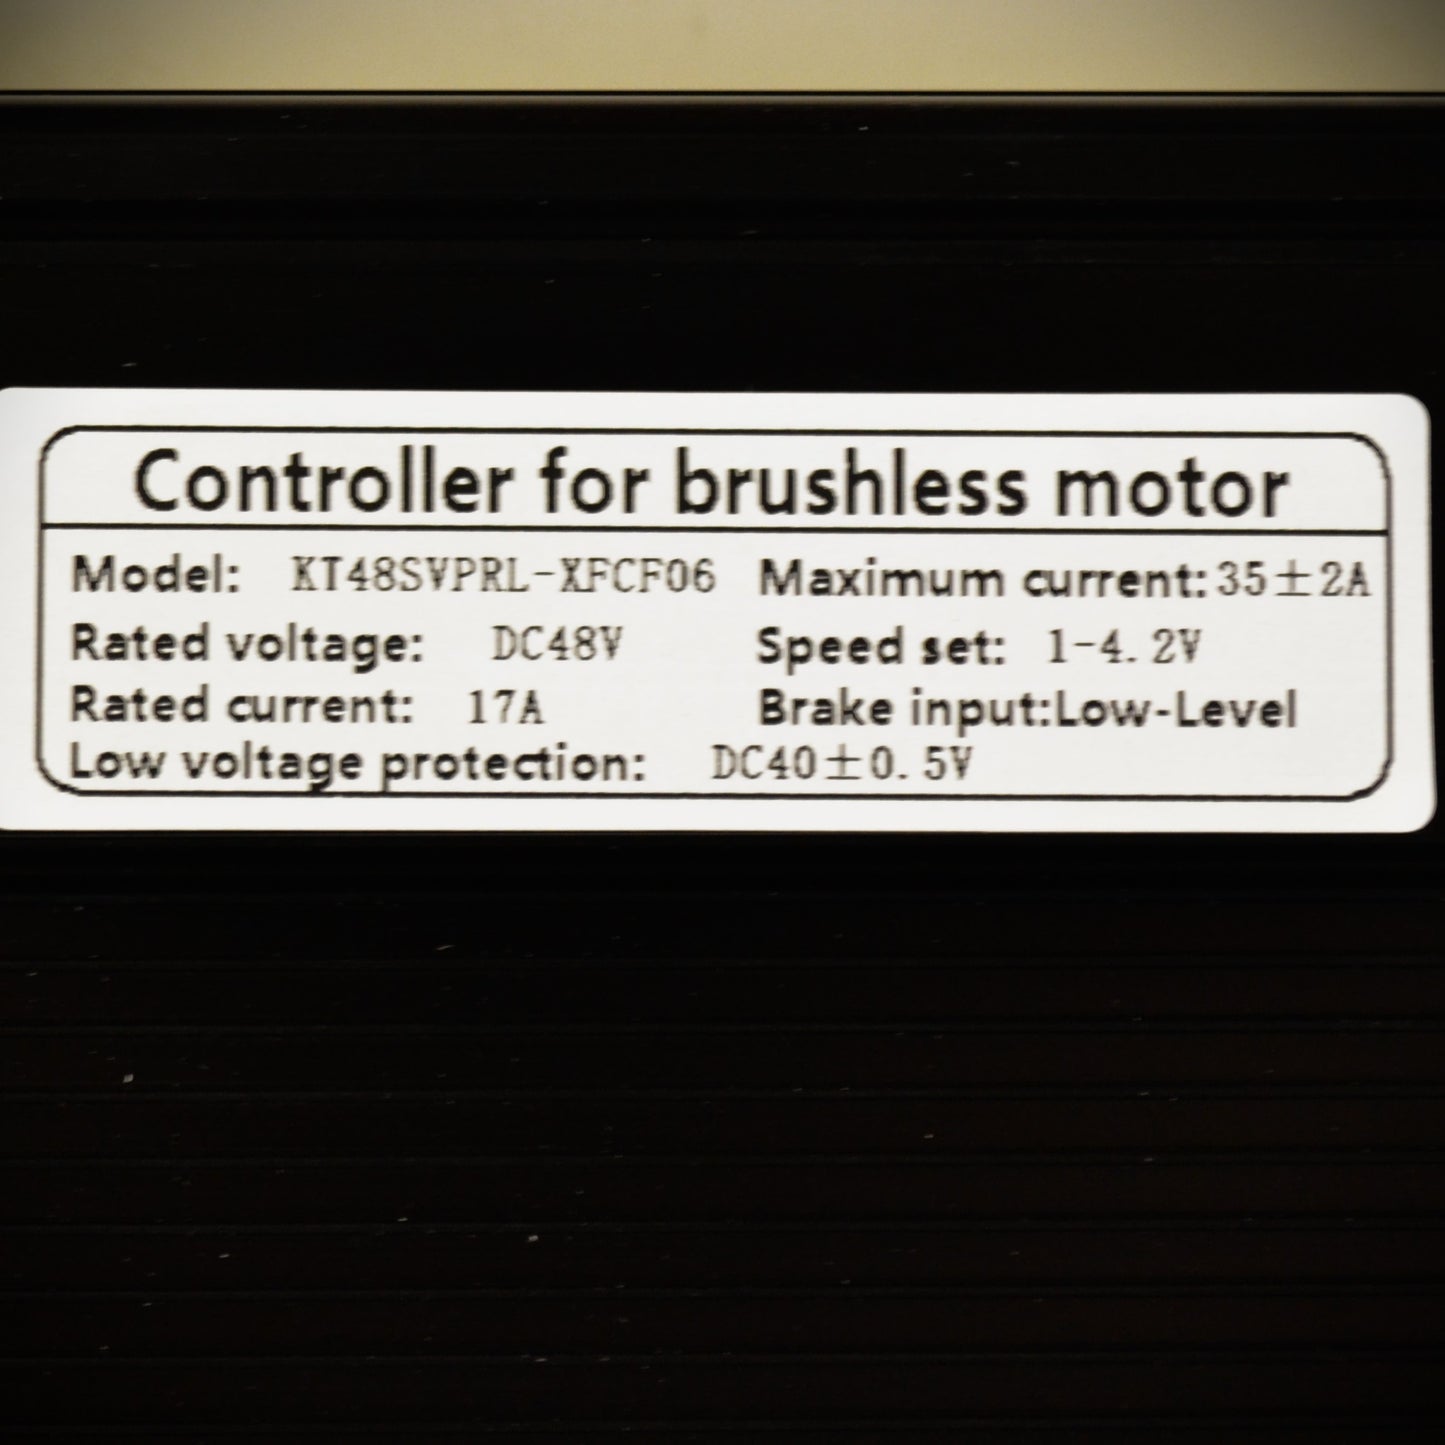 Controller for brushless motor
Model: KT48SVPRL-XFCF06 Maximum current:35±2A
Rated voltage: DC48V Speed set: 1-4.2V
Rated current: 17A Brake input:Low-Level
Low voltage protection: DC40±0.5V